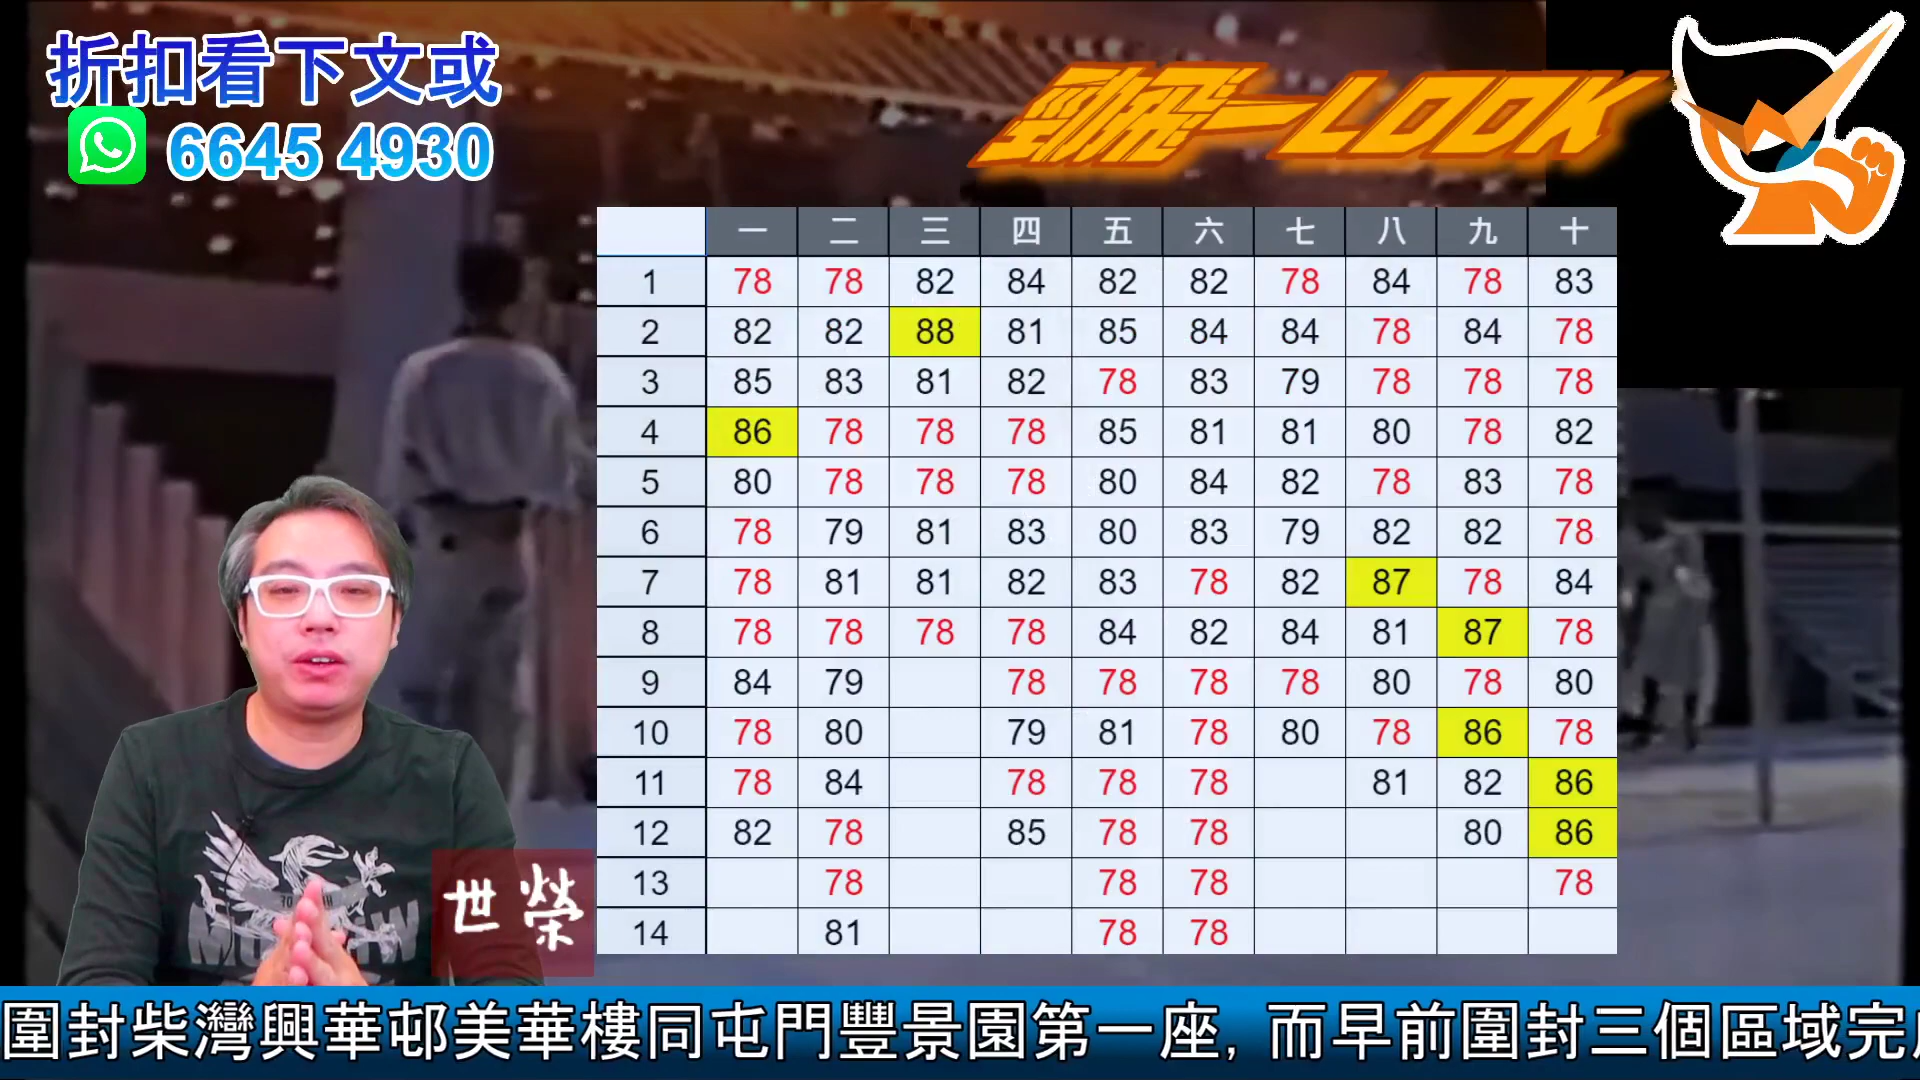 折扣看下文或
6645 4930
勁飛一LOOK
一 二 三 四 五 六 七 八 九 十
1 78 78 82 84 82 82 78 84 78 83
2 82 82 88 81 85 84 84 78 84 78
3 85 83 81 82 78 83 79 78 78 78
4 86 78 78 78 85 81 81 80 78 82
5 80 78 78 78 80 84 82 78 83 78
6 78 79 81 83 80 83 79 82 82 78
7 78 81 81 82 83 78 82 87 78 84
8 78 78 78 78 84 82 84 81 87 78
9 84 79 78 78 78 78 80 78 80
10 78 80 79 81 78 80 78 86 78
11 78 84 78 78 78 81 82 86
12 82 78 85 78 78 80 86
13 78 78 78 78
14 81 78 78
世榮
圍封柴灣興華邨美華樓同屯門豐景園第一座, 而早前圍封三個區域完